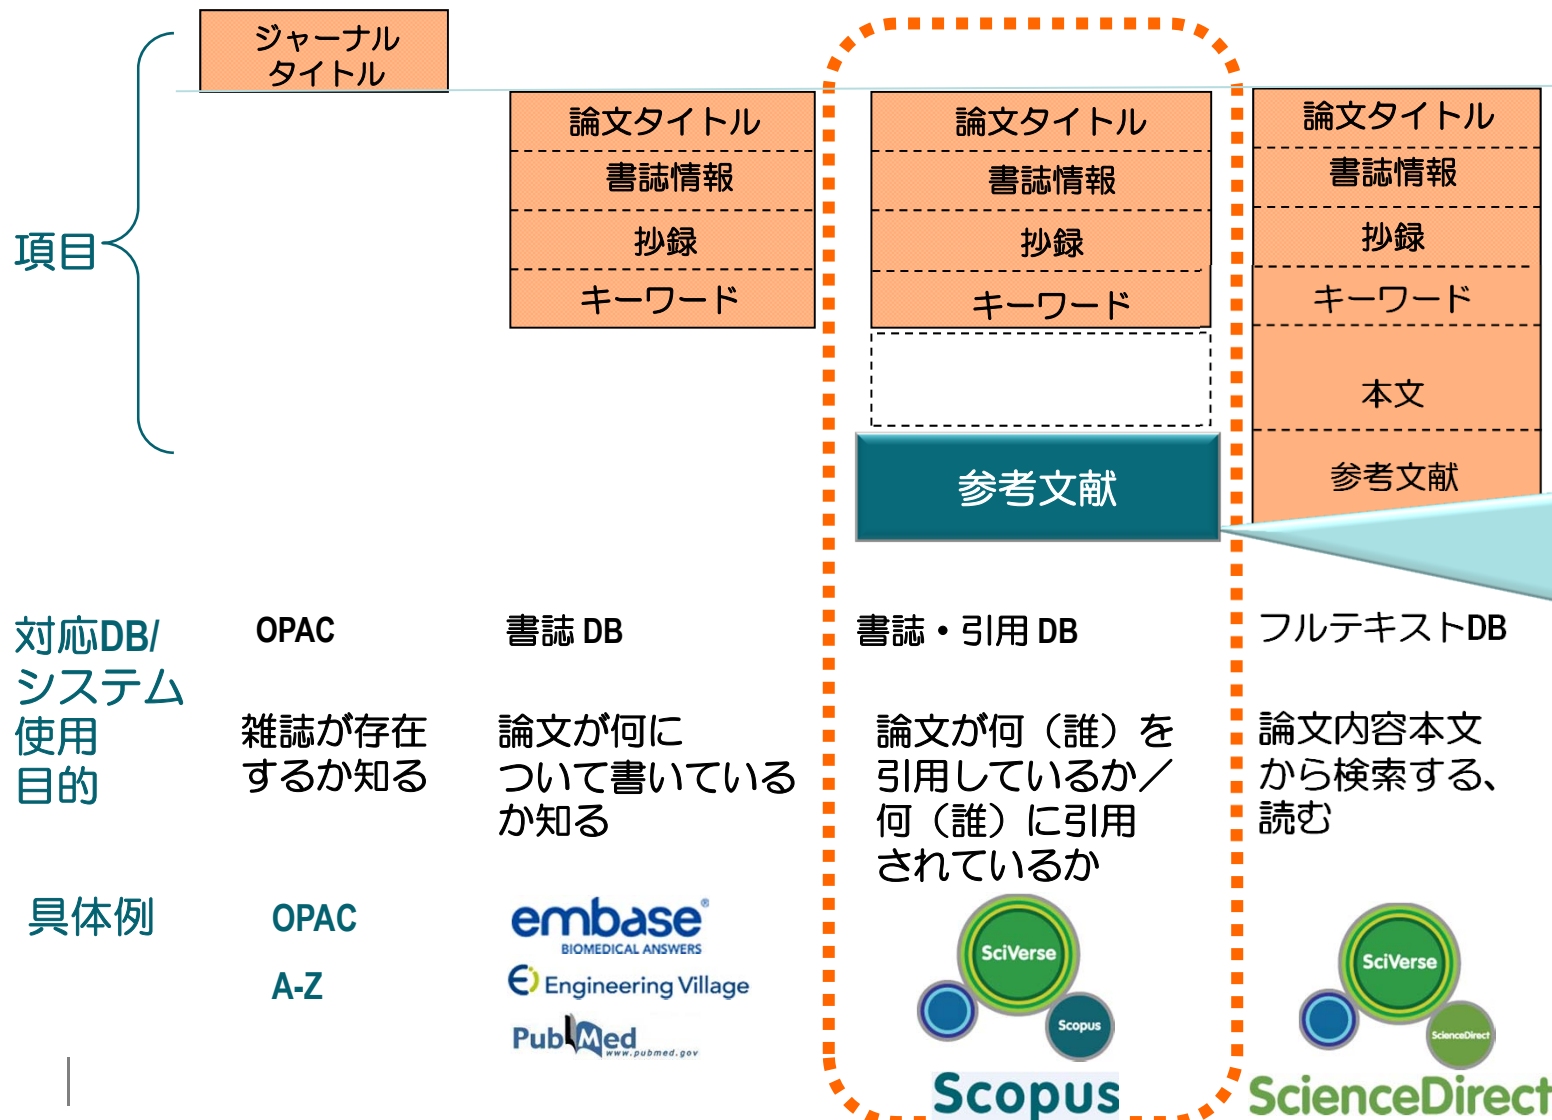 ジャーナル
タイトル
論文タイトル
書誌情報
抄録
キーワード
論文タイトル
書誌情報
抄録
キーワード
参考文献
論文タイトル
書誌情報
抄録
キーワード
本文
参考文献
項目
対応DB/
システム
OPAC
書誌 DB
書誌・引用 DB
フルテキストDB
使用
目的
雑誌が存在
するか知る
論文が何に
ついて書いている
か知る
論文が何（誰）を
引用しているか／
何（誰）に引用
されているか
論文内容本文
から検索する、
読む
具体例
OPAC
A-Z
embase®
BIOMEDICAL ANSWERS
Engineering Village
PubMed
www.pubmed.gov
SciVerse
Scopus
Scopus
SciVerse
ScienceDirect
ScienceDirect